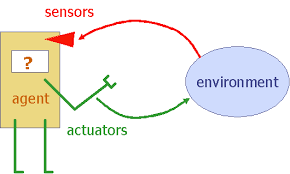 sensors
?
agent
environment
actuators